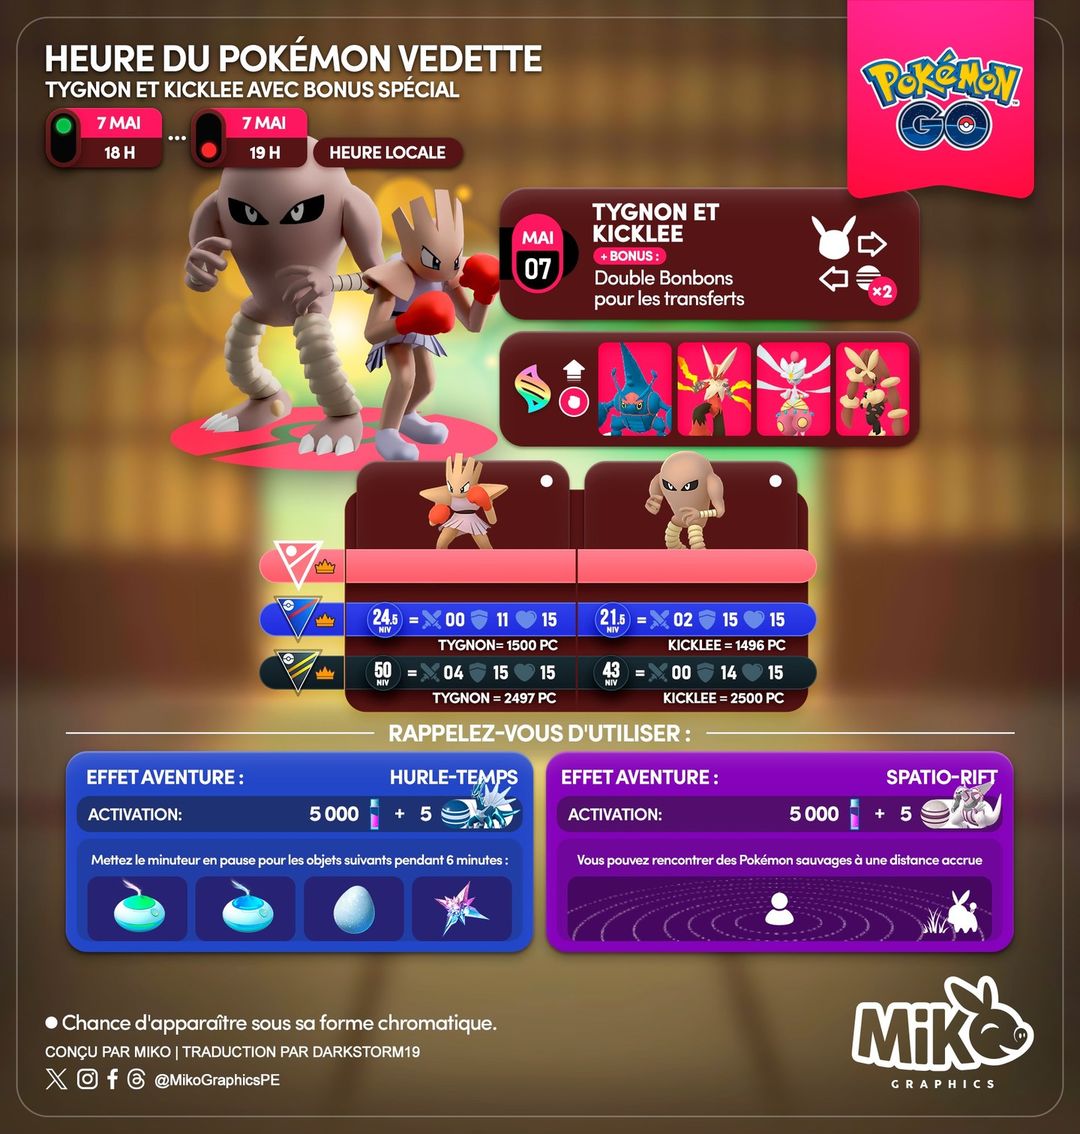 HEURE DU POKÉMON VEDETTE
TYGNON ET KICKLEE AVEC BONUS SPÉCIAL
7 MAI ... 7 MAI
18 H 19 H HEURE LOCALE
POKÉMON
GO
MAI
07
TYGNON ET
KICKLEE
+ BONUS :
Double Bonbons
pour les transferts
×2
24.5 NIV = 00 11 15
TYGNON= 1500 PC
21.5 NIV = 02 15 15
KICKLEE = 1496 PC
50 NIV = 04 15 15
TYGNON = 2497 PC
43 NIV = 00 14 15
KICKLEE = 2500 PC
RAPPELEZ-VOUS D'UTILISER :
EFFET AVENTURE : HURLE-TEMPS
ACTIVATION: 5 000 + 5
Mettez le minuteur en pause pour les objets suivants pendant 6 minutes :
EFFET AVENTURE : SPATIO-RIFT
ACTIVATION: 5 000 + 5
Vous pouvez rencontrer des Pokémon sauvages à une distance accrue
Chance d'apparaître sous sa forme chromatique.
CONÇU PAR MIKO | TRADUCTION PAR DARKSTORM19
@MikoGraphicsPE
MiKO
GRAPHICS